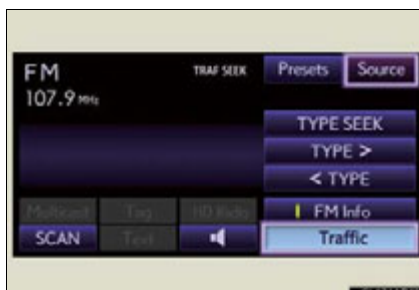 FM
TRAF SEEK
Presets
Source
107.9 MHz
TYPE SEEK
TYPE >
< TYPE
Multicast
Tag
HD Radio
FM Info
SCAN
Text
Traffic